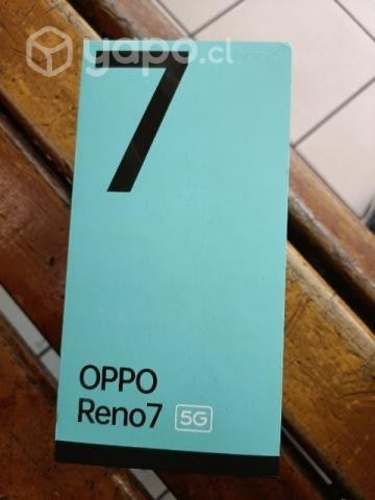 yapo.cl
7
OPPO
Reno7 5G